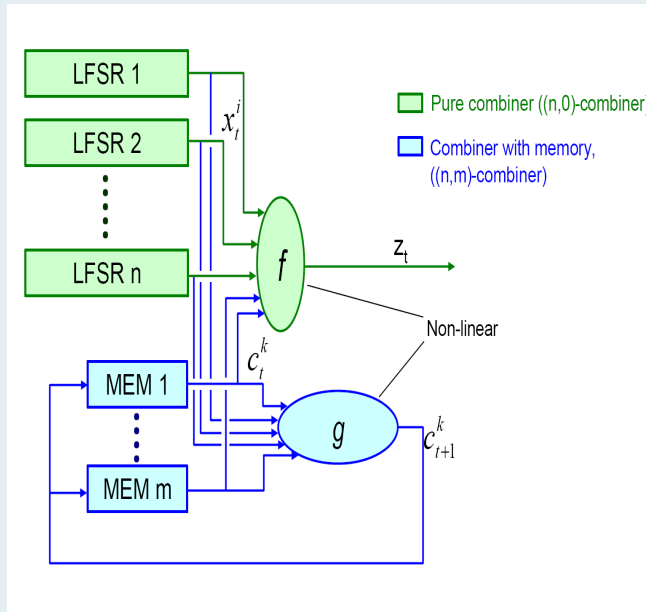 LFSR 1
LFSR 2
LFSR n
x_t^i
f
z_t
Pure combiner ((n,0)-combiner)
Combiner with memory,
((n,m)-combiner)
Non-linear
c_t^k
MEM 1
MEM m
g
c_{t+1}^k